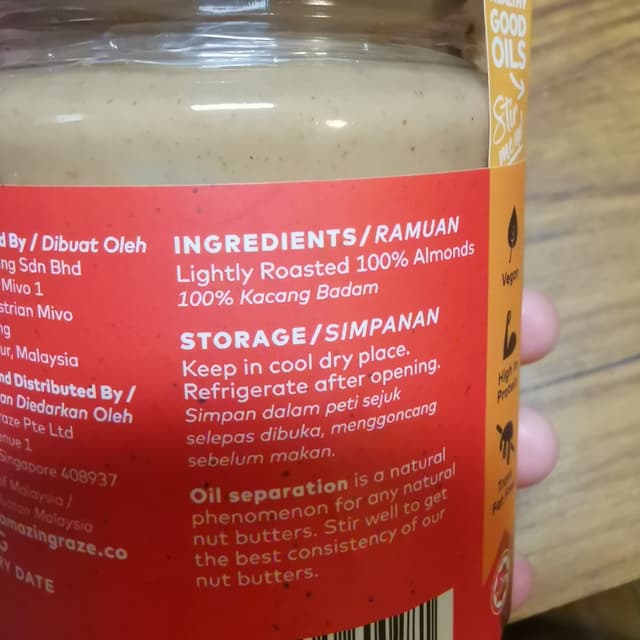 GOOD
OILS
Stir
me
d By / Dibuat Oleh
ng Sdn Bhd
Mivo 1
strian Mivo
ng
ur, Malaysia
nd Distributed By /
an Diedarkan Oleh
raze Pte Ltd
enue 1
Singapore 408937
of Malaysia /
Malaysia
amazingraze.co
RY DATE
INGREDIENTS/RAMUAN
Lightly Roasted 100% Almonds
100% Kacang Badam
STORAGE/SIMPANAN
Keep in cool dry place.
Refrigerate after opening.
Simpan dalam peti sejuk
selepas dibuka, menggoncang
sebelum makan.
Oil separation is a natural
phenomenon for any natural
nut butters. Stir well to get
the best consistency of our
nut butters.
Vegan
High in
Protein